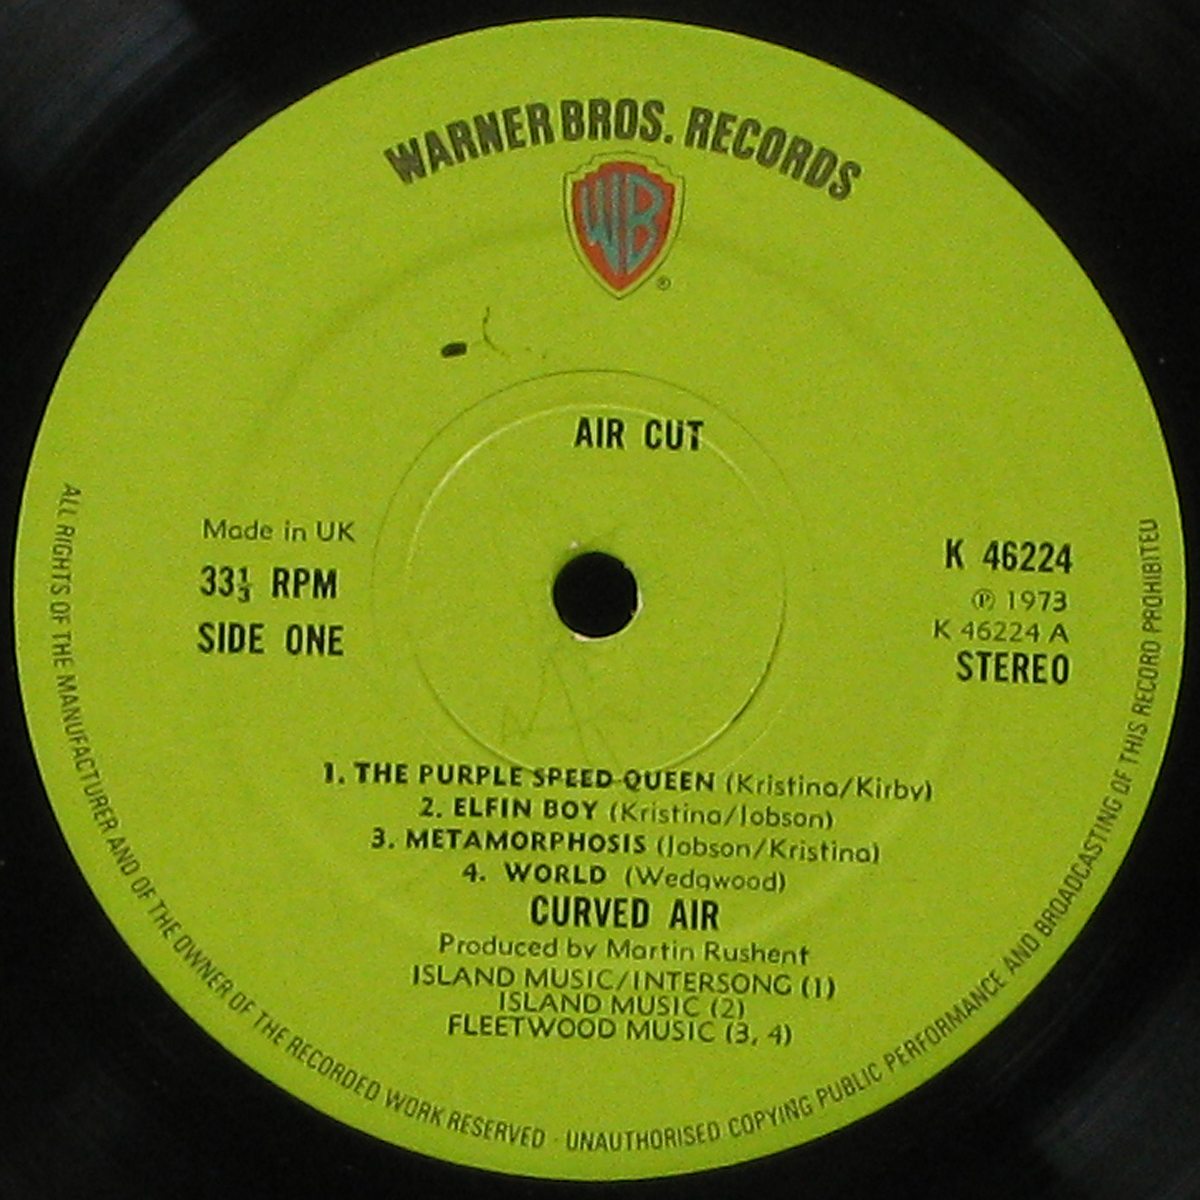 WARNER BROS. RECORDS
WB
®
AIR CUT
Made in UK
33⅓ RPM
SIDE ONE
K 46224
℗ 1973
K 46224 A
STEREO
1. THE PURPLE SPEED QUEEN (Kristina/Kirby)
2. ELFIN BOY (Kristina/Jobson)
3. METAMORPHOSIS (Jobson/Kristina)
4. WORLD (Wedgwood)
CURVED AIR
Produced by Martin Rushent
ISLAND MUSIC/INTERSONG (1)
ISLAND MUSIC (2)
FLEETWOOD MUSIC (3, 4)
ALL RIGHTS OF THE MANUFACTURER AND OF THE OWNER OF THE RECORDED WORK RESERVED · UNAUTHORISED COPYING PUBLIC PERFORMANCE AND BROADCASTING OF THIS RECORD PROHIBITED